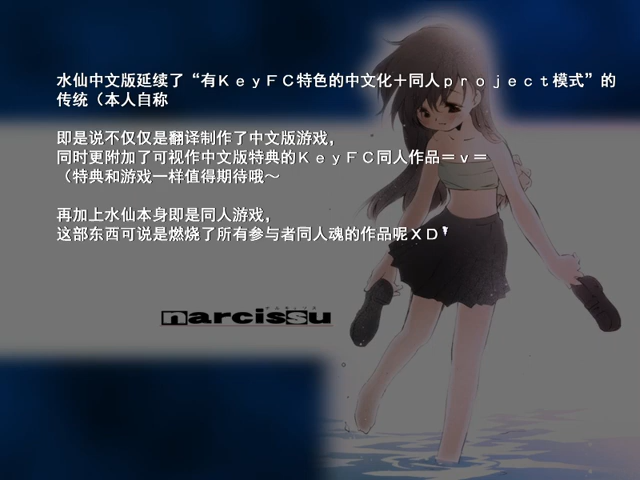 水仙中文版延续了“有ＫｅｙＦＣ特色的中文化＋同人ｐｒｏｊｅｃｔ模式”的
传统（本人自称
即是说不仅仅是翻译制作了中文版游戏，
同时更附加了可视作中文版特典的ＫｅｙＦＣ同人作品＝ｖ＝
（特典和游戏一样值得期待哦～
再加上水仙本身即是同人游戏，
这部东西可说是燃烧了所有参与者同人魂的作品呢ＸＤ
narcissu